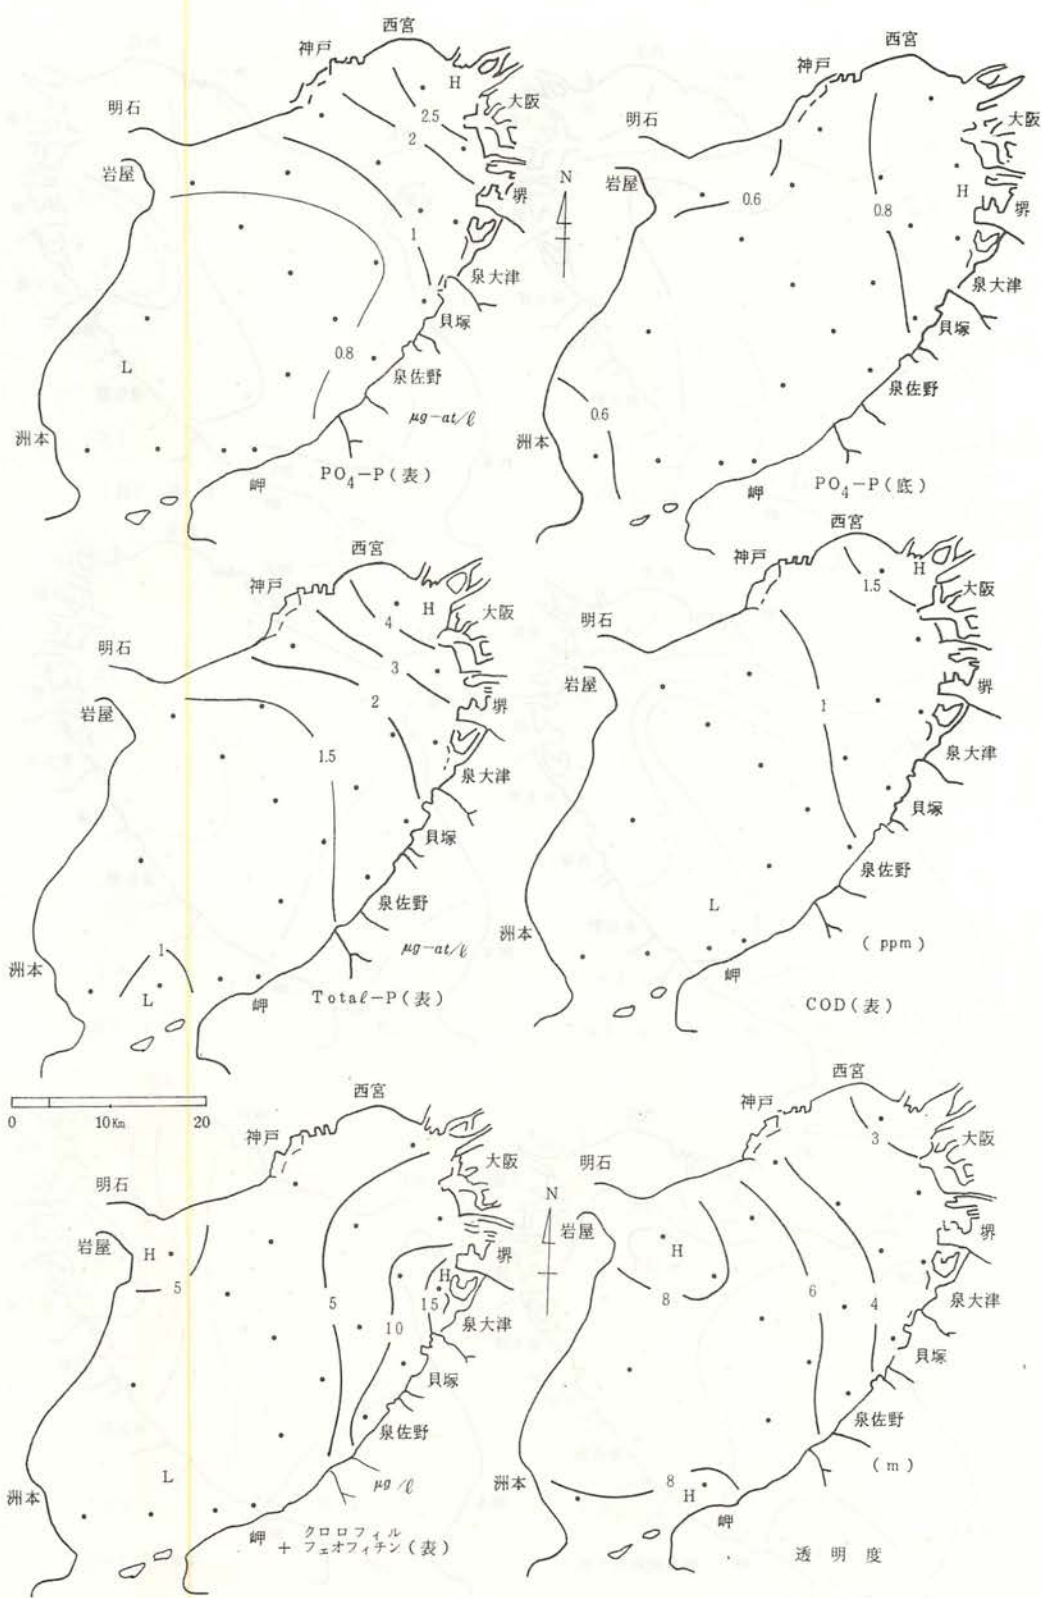 西宮
神戸
H
大阪
明石
2.5
2
岩屋
堺
1
泉大津
貝塚
0.8
L
泉佐野
μg-at/ℓ
洲本
岬
PO₄-P(表)
西宮
神戸
大阪
明石
岩屋
N
0.6
0.8
H
堺
泉大津
貝塚
泉佐野
0.6
洲本
岬
PO₄-P(底)
西宮
神戸
H
大阪
4
明石
3
岩屋
2
堺
1.5
泉大津
貝塚
泉佐野
μg-at/ℓ
洲本
1
L
岬
Total-P(表)
西宮
神戸
H
1.5
大阪
明石
岩屋
堺
1
泉大津
貝塚
泉佐野
L
洲本
(ppm)
岬
COD(表)
0 10Km 20
西宮
神戸
大阪
明石
岩屋
H
堺
H
5
5
15
泉大津
10
貝塚
泉佐野
L
μg/ℓ
洲本
岬
クロロフィル
+ フェオフィチン(表)
西宮
神戸
3
大阪
明石
N
岩屋
H
堺
8
6
4
泉大津
貝塚
泉佐野
(m)
洲本
8
H
岬
透明度